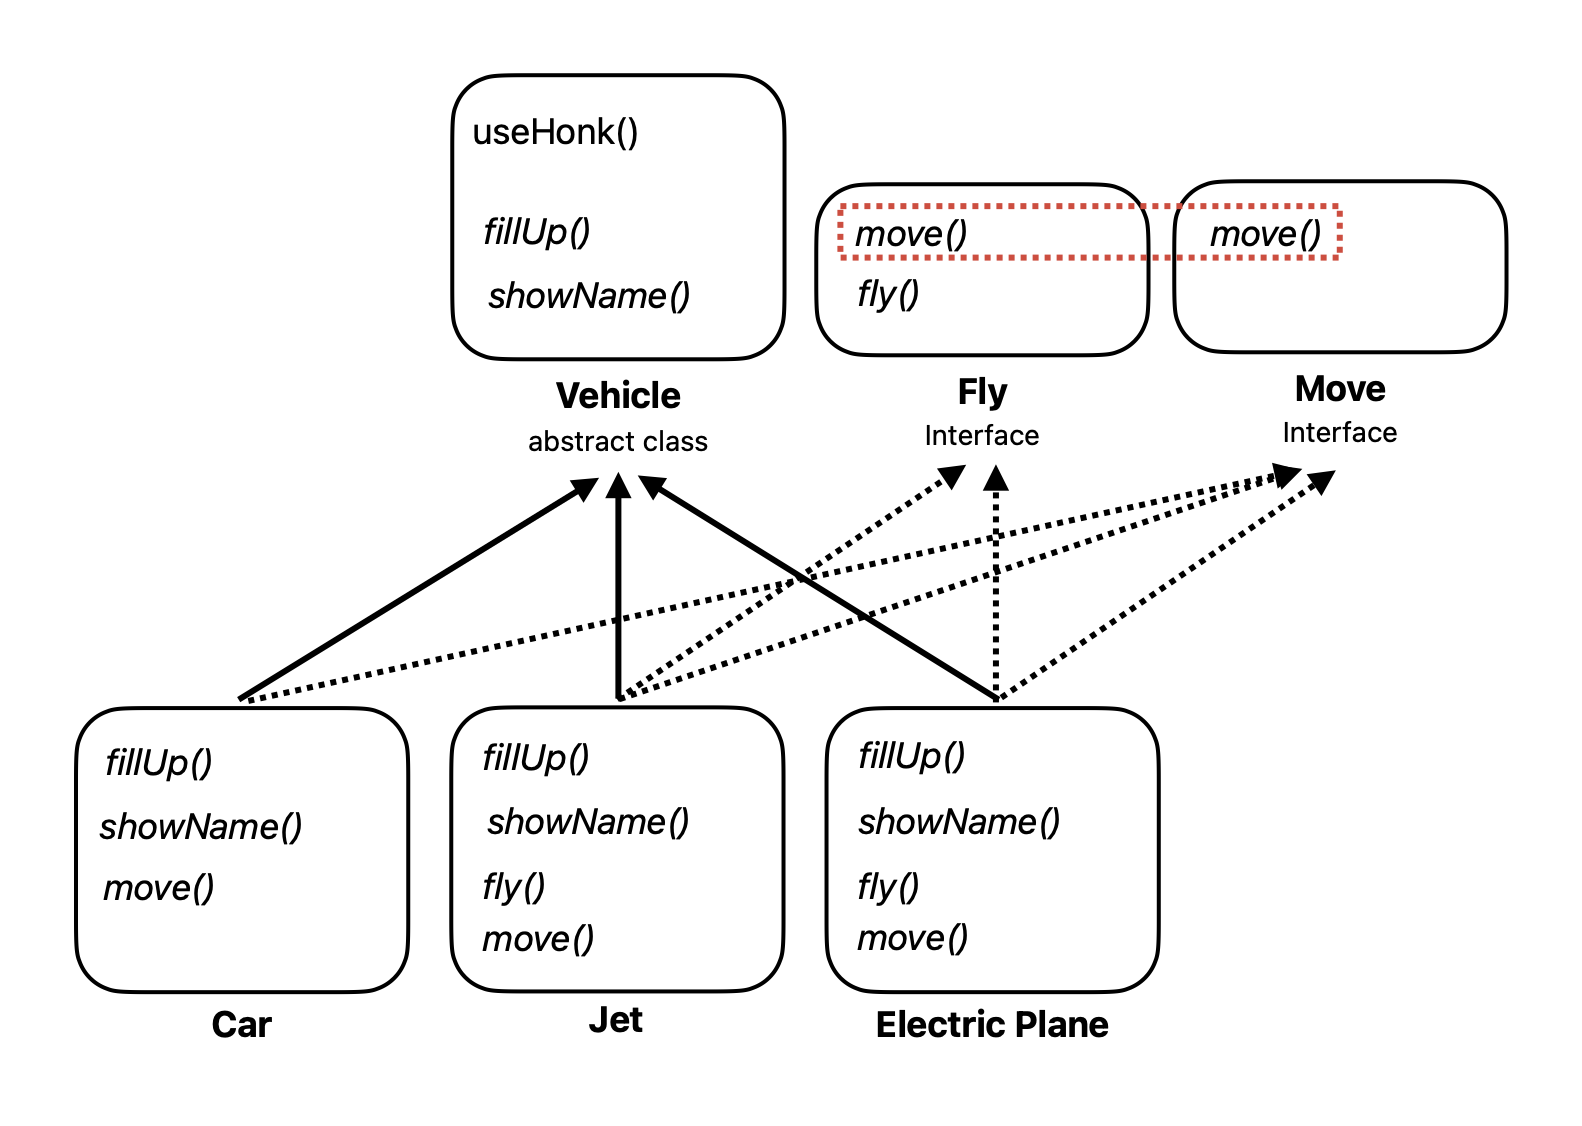 useHonk()
fillUp()
showName()
Vehicle
abstract class
move()
fly()
Fly
Interface
move()
Move
Interface
fillUp()
showName()
move()
Car
fillUp()
showName()
fly()
move()
Jet
fillUp()
showName()
fly()
move()
Electric Plane